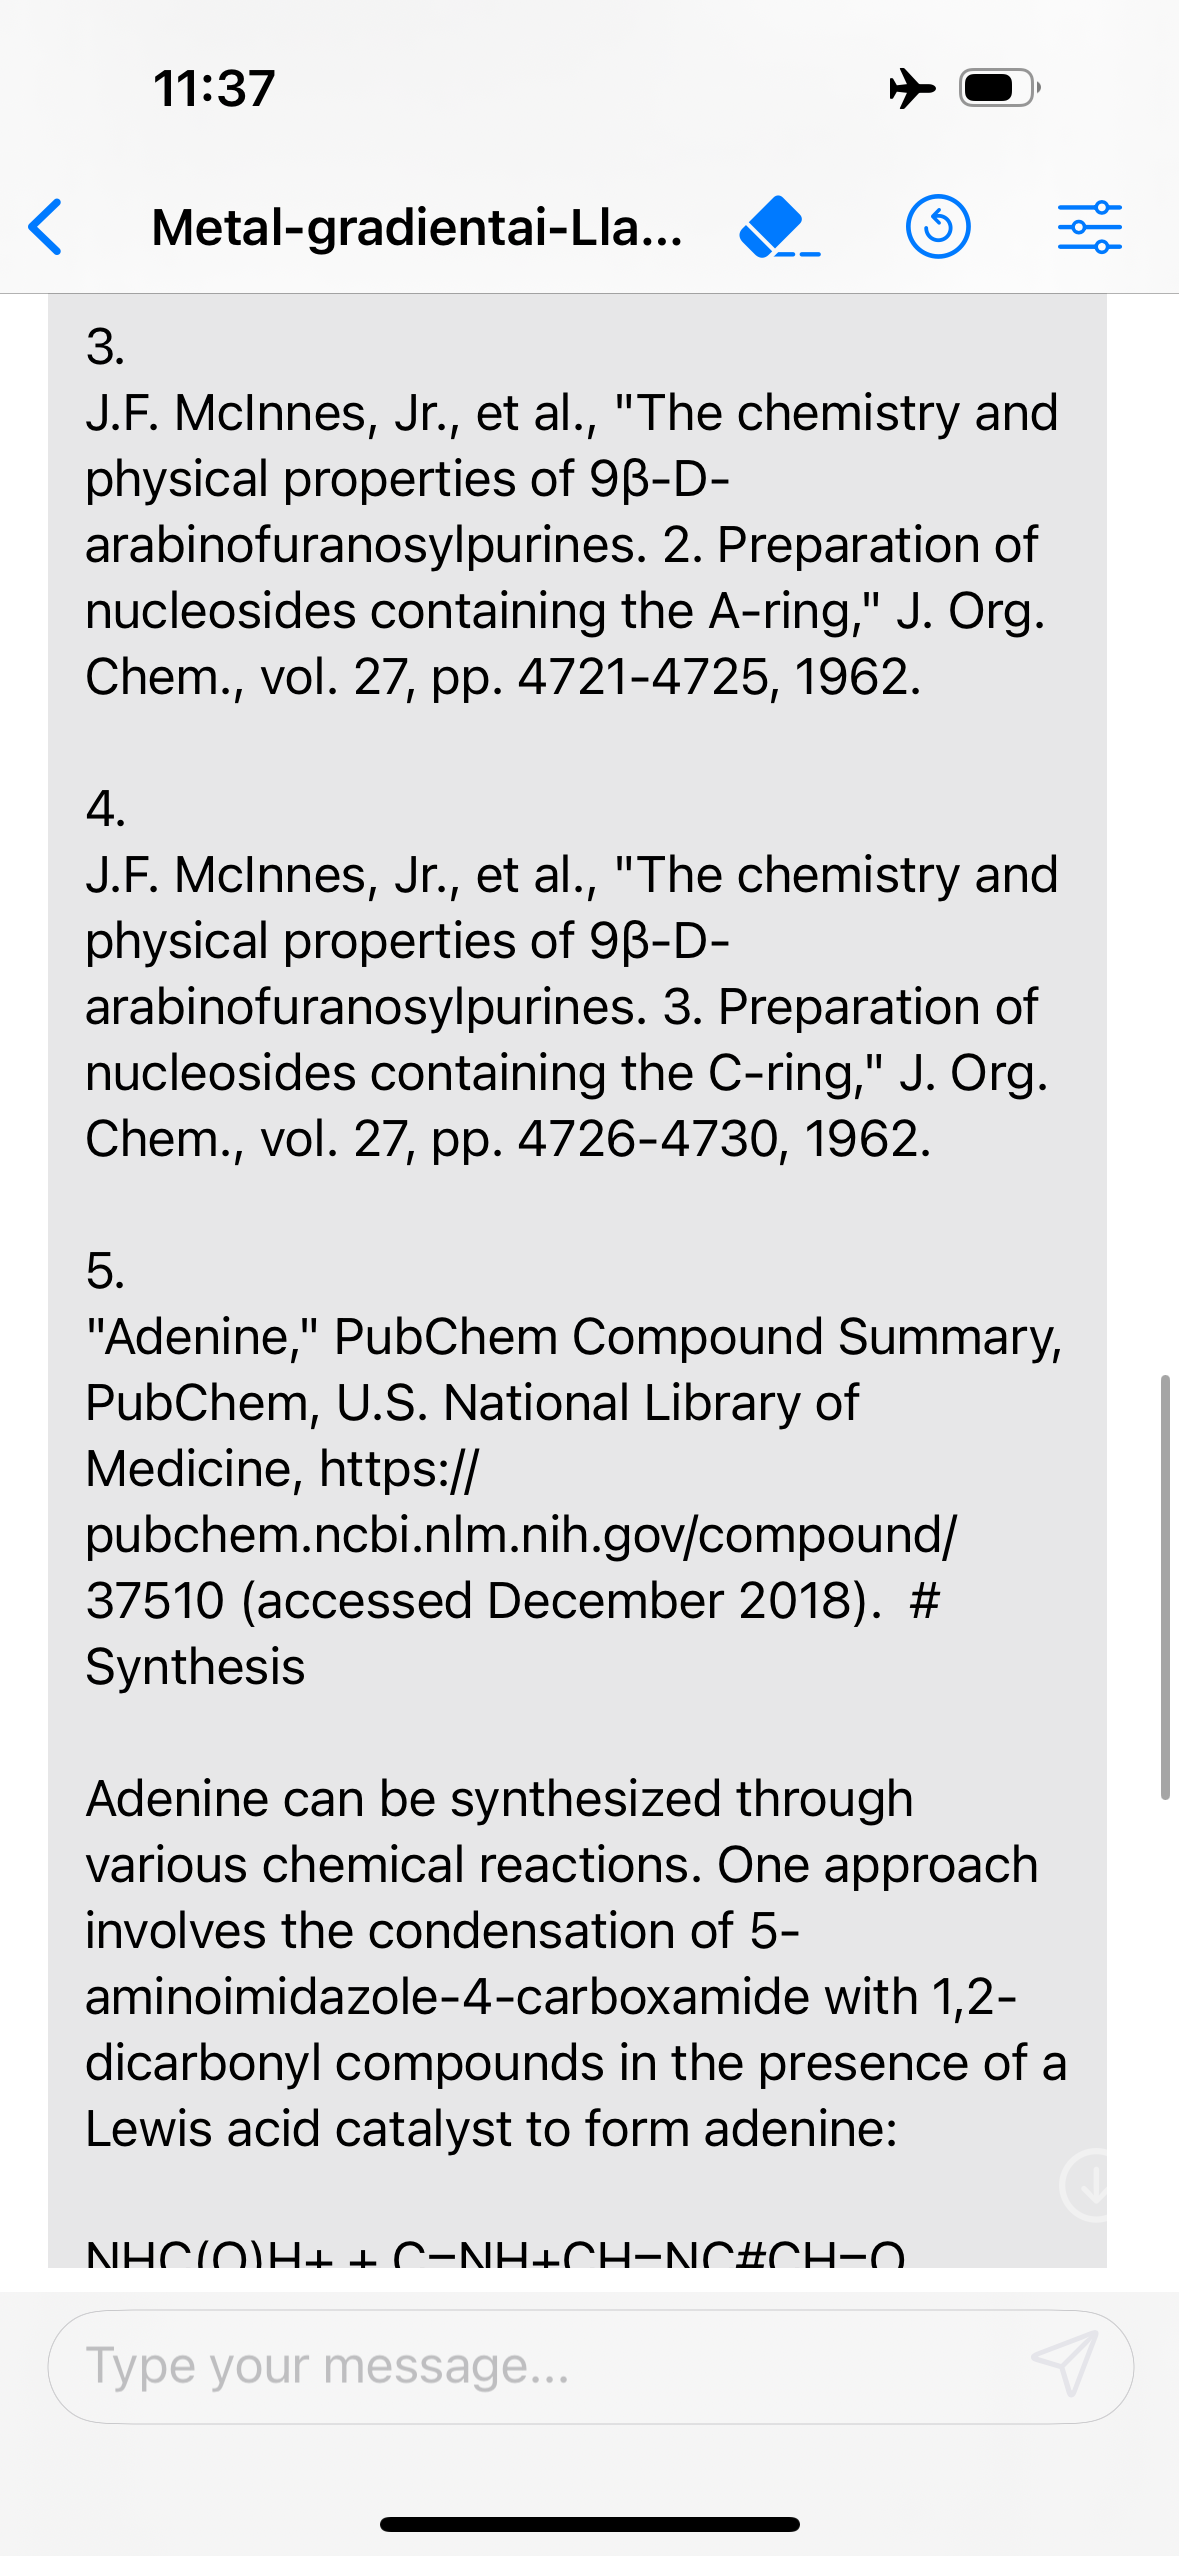 11:37
Metal-gradientai-Lla...
3.
J.F. McInnes, Jr., et al., "The chemistry and
physical properties of 9β-D-
arabinofuranosylpurines. 2. Preparation of
nucleosides containing the A-ring," J. Org.
Chem., vol. 27, pp. 4721-4725, 1962.
4.
J.F. McInnes, Jr., et al., "The chemistry and
physical properties of 9β-D-
arabinofuranosylpurines. 3. Preparation of
nucleosides containing the C-ring," J. Org.
Chem., vol. 27, pp. 4726-4730, 1962.
5.
"Adenine," PubChem Compound Summary,
PubChem, U.S. National Library of
Medicine, https://
pubchem.ncbi.nlm.nih.gov/compound/
37510 (accessed December 2018).  #
Synthesis
Adenine can be synthesized through
various chemical reactions. One approach
involves the condensation of 5-
aminoimidazole-4-carboxamide with 1,2-
dicarbonyl compounds in the presence of a
Lewis acid catalyst to form adenine:
Type your message...